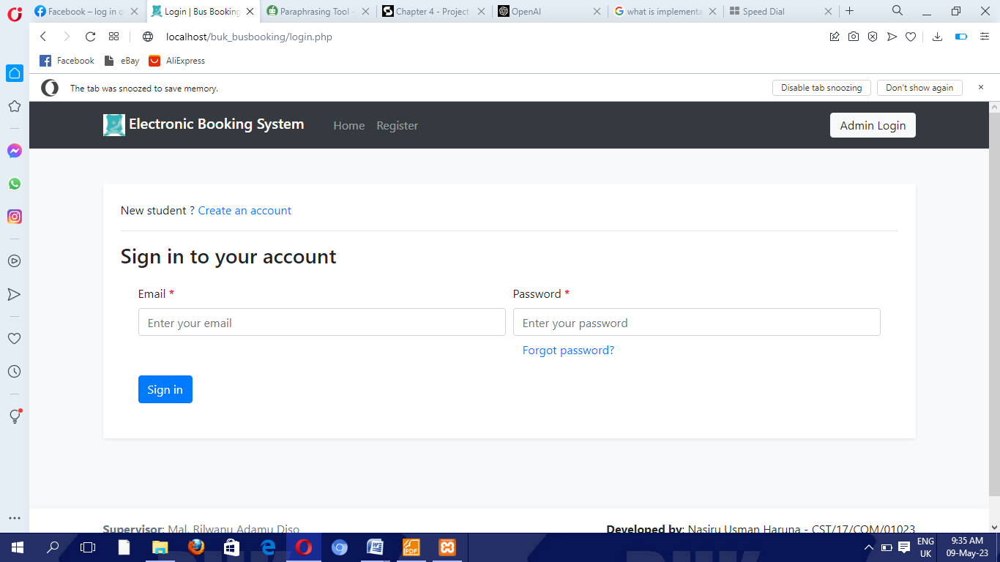 Facebook – log in o
Login | Bus Booking
Paraphrasing Tool -
Chapter 4 - Project
OpenAI
what is implementa
Speed Dial
localhost/buk_busbooking/login.php
Facebook
eBay
AliExpress
The tab was snoozed to save memory.
Disable tab snoozing
Don't show again
Electronic Booking System
Home
Register
Admin Login
New student ? Create an account
Sign in to your account
Email *
Password *
Enter your email
Enter your password
Forgot password?
Sign in
Supervisor: Mal. Rilwanu Adamu Diso
Developed by: Nasiru Usman Haruna - CST/17/COM/01023
PDF
ENG
UK
9:35 AM
09-May-23